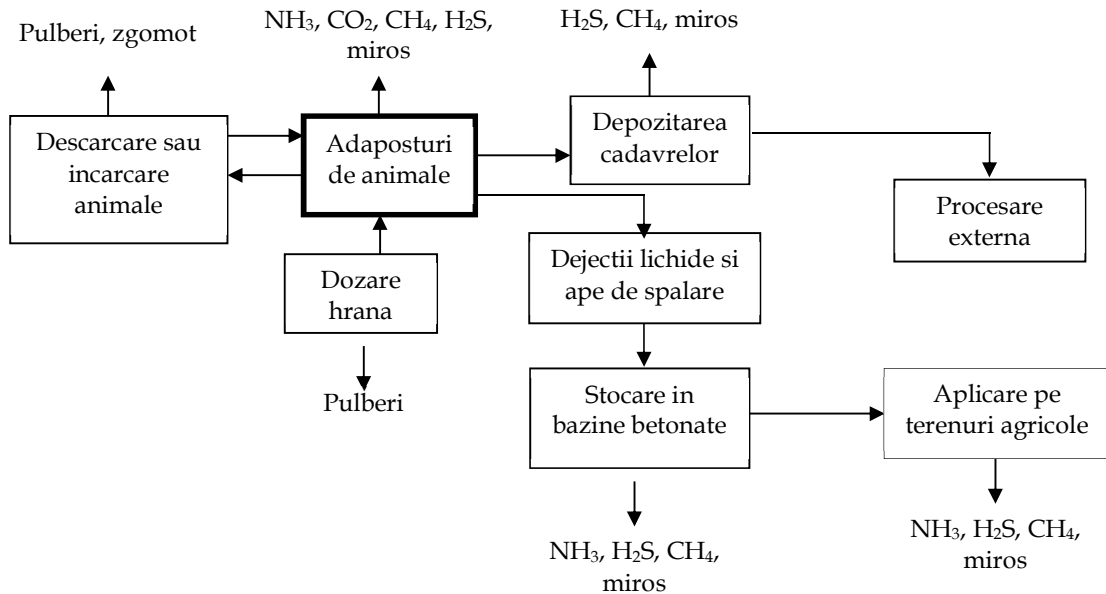 Pulberi, zgomot
NH₃, CO₂, CH₄, H₂S,
miros
H₂S, CH₄, miros
Descarcare sau
incarcare
animale
Adaposturi
de animale
Depozitarea
cadavrelor
Procesare
externa
Dozare
hrana
Dejectii lichide si
ape de spalare
Pulberi
Stocare in
bazine betonate
Aplicare pe
terenuri agricole
NH₃, H₂S, CH₄,
miros
NH₃, H₂S, CH₄,
miros